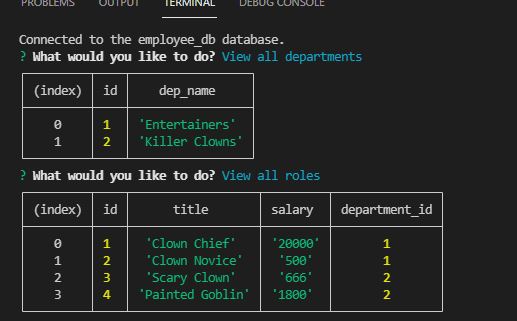 PROBLEMS OUTPUT TERMINAL DEBUG CONSOLE
Connected to the employee_db database.
? What would you like to do? View all departments
(index) id dep_name
0 1 'Entertainers'
1 2 'Killer Clowns'
? What would you like to do? View all roles
(index) id title salary department_id
0 1 'Clown Chief' '20000' 1
1 2 'Clown Novice' '500' 1
2 3 'Scary Clown' '666' 2
3 4 'Painted Goblin' '1800' 2